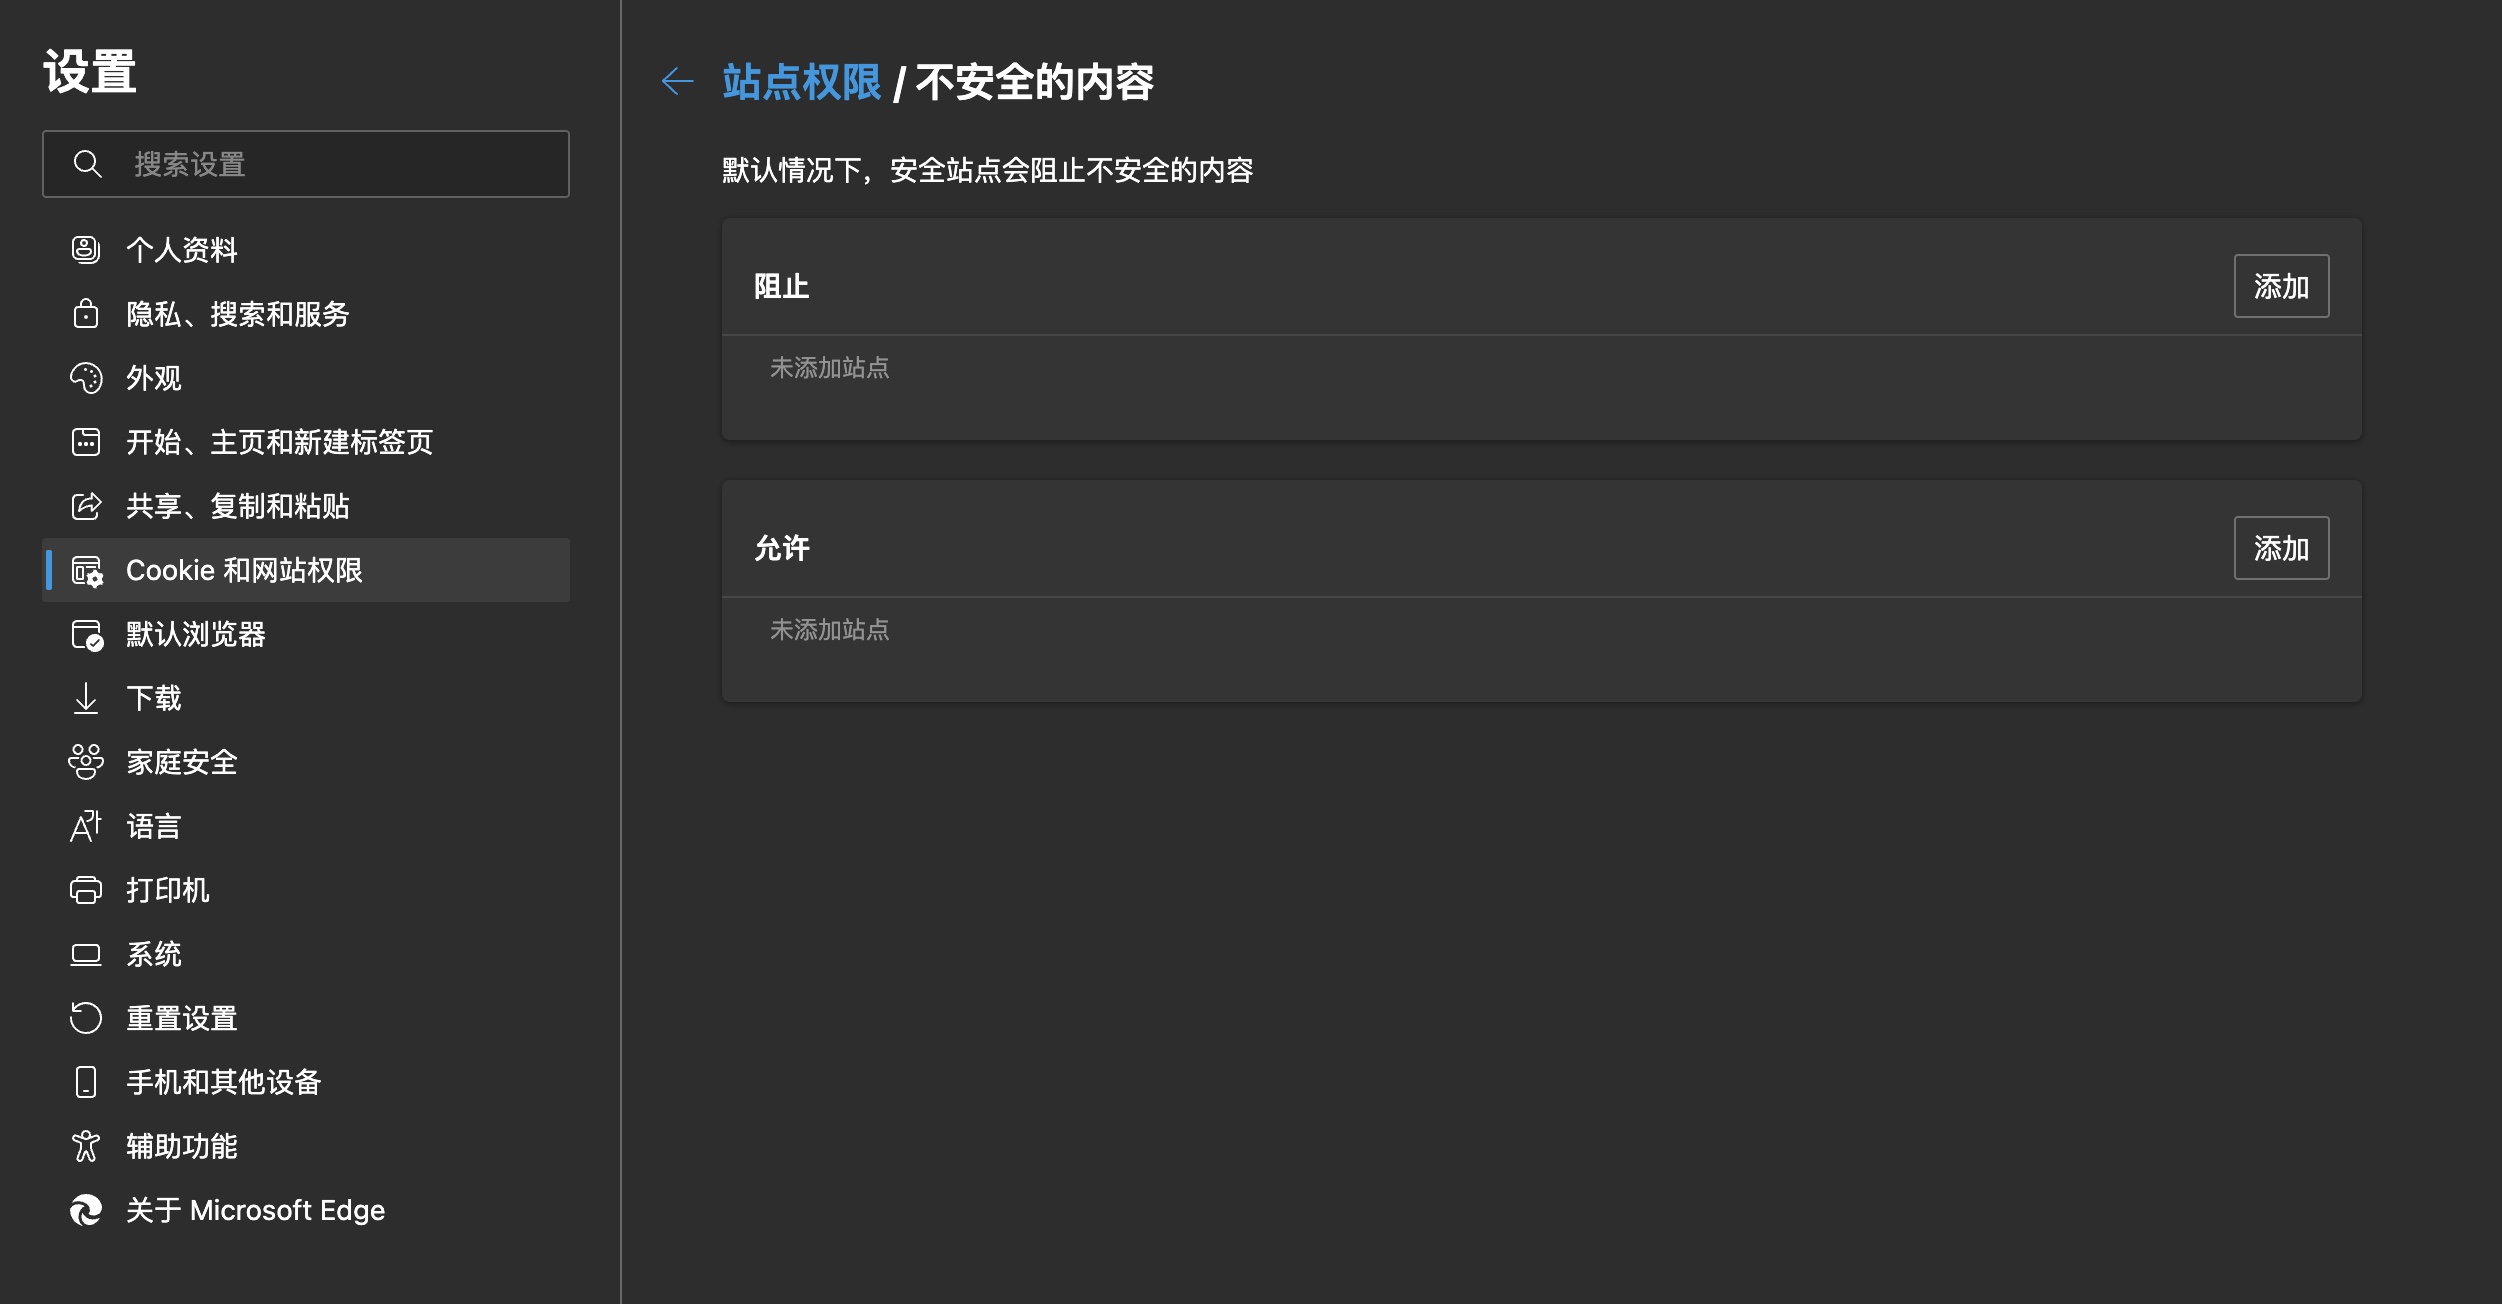 设置
搜索设置
个人资料
隐私、搜索和服务
外观
开始、主页和新建标签页
共享、复制和粘贴
Cookie 和网站权限
默认浏览器
下载
家庭安全
语言
打印机
系统
重置设置
手机和其他设备
辅助功能
关于 Microsoft Edge
站点权限 / 不安全的内容
默认情况下，安全站点会阻止不安全的内容
阻止
添加
未添加站点
允许
添加
未添加站点